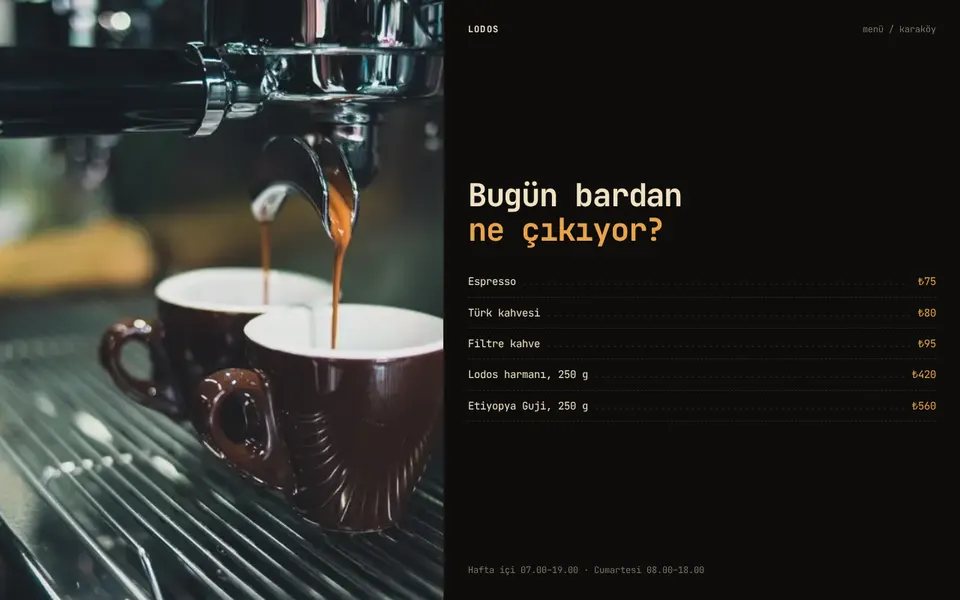 LODOS
menü / karaköy
Bugün bardan
ne çıkıyor?
Espresso ₺75
Türk kahvesi ₺80
Filtre kahve ₺95
Lodos harmanı, 250 g ₺420
Etiyopya Guji, 250 g ₺560
Hafta içi 07.00–19.00 · Cumartesi 08.00–18.00